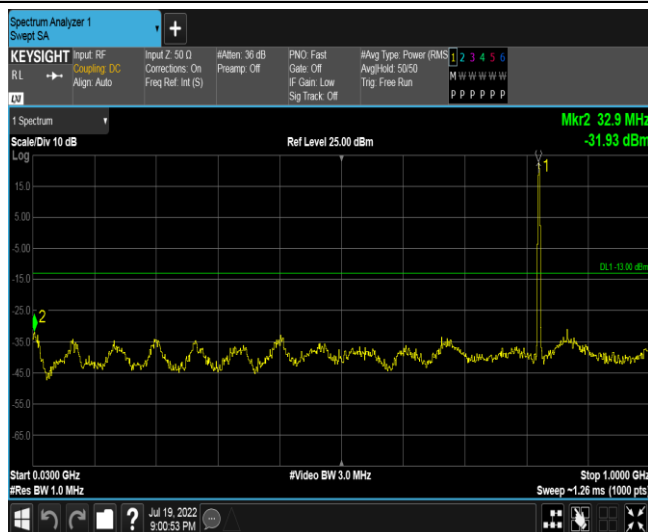 Spectrum Analyzer 1
Swept SA
+
KEYSIGHT
RL
LXI
Input: RF
Coupling: DC
Align: Auto
Input Z: 50 Ω
Corrections: On
Freq Ref: Int (S)
#Atten: 36 dB
Preamp: Off
PNO: Fast
Gate: Off
IF Gain: Low
Sig Track: Off
#Avg Type: Power (RMS
Avg|Hold: 50/50
Trig: Free Run
1 2 3 4 5 6
M W W W W W
P P P P P P
1 Spectrum
Mkr2 32.9 MHz
-31.93 dBm
Scale/Div 10 dB
Ref Level 25.00 dBm
Log
1
15.0
5.00
-5.00
DL1 -13.00 dBm
-15.0
-25.0
2
-35.0
-45.0
-55.0
-65.0
Start 0.0300 GHz
#Video BW 3.0 MHz
Stop 1.0000 GHz
#Res BW 1.0 MHz
Sweep ~1.26 ms (1000 pts)
?
Jul 19, 2022
9:00:53 PM